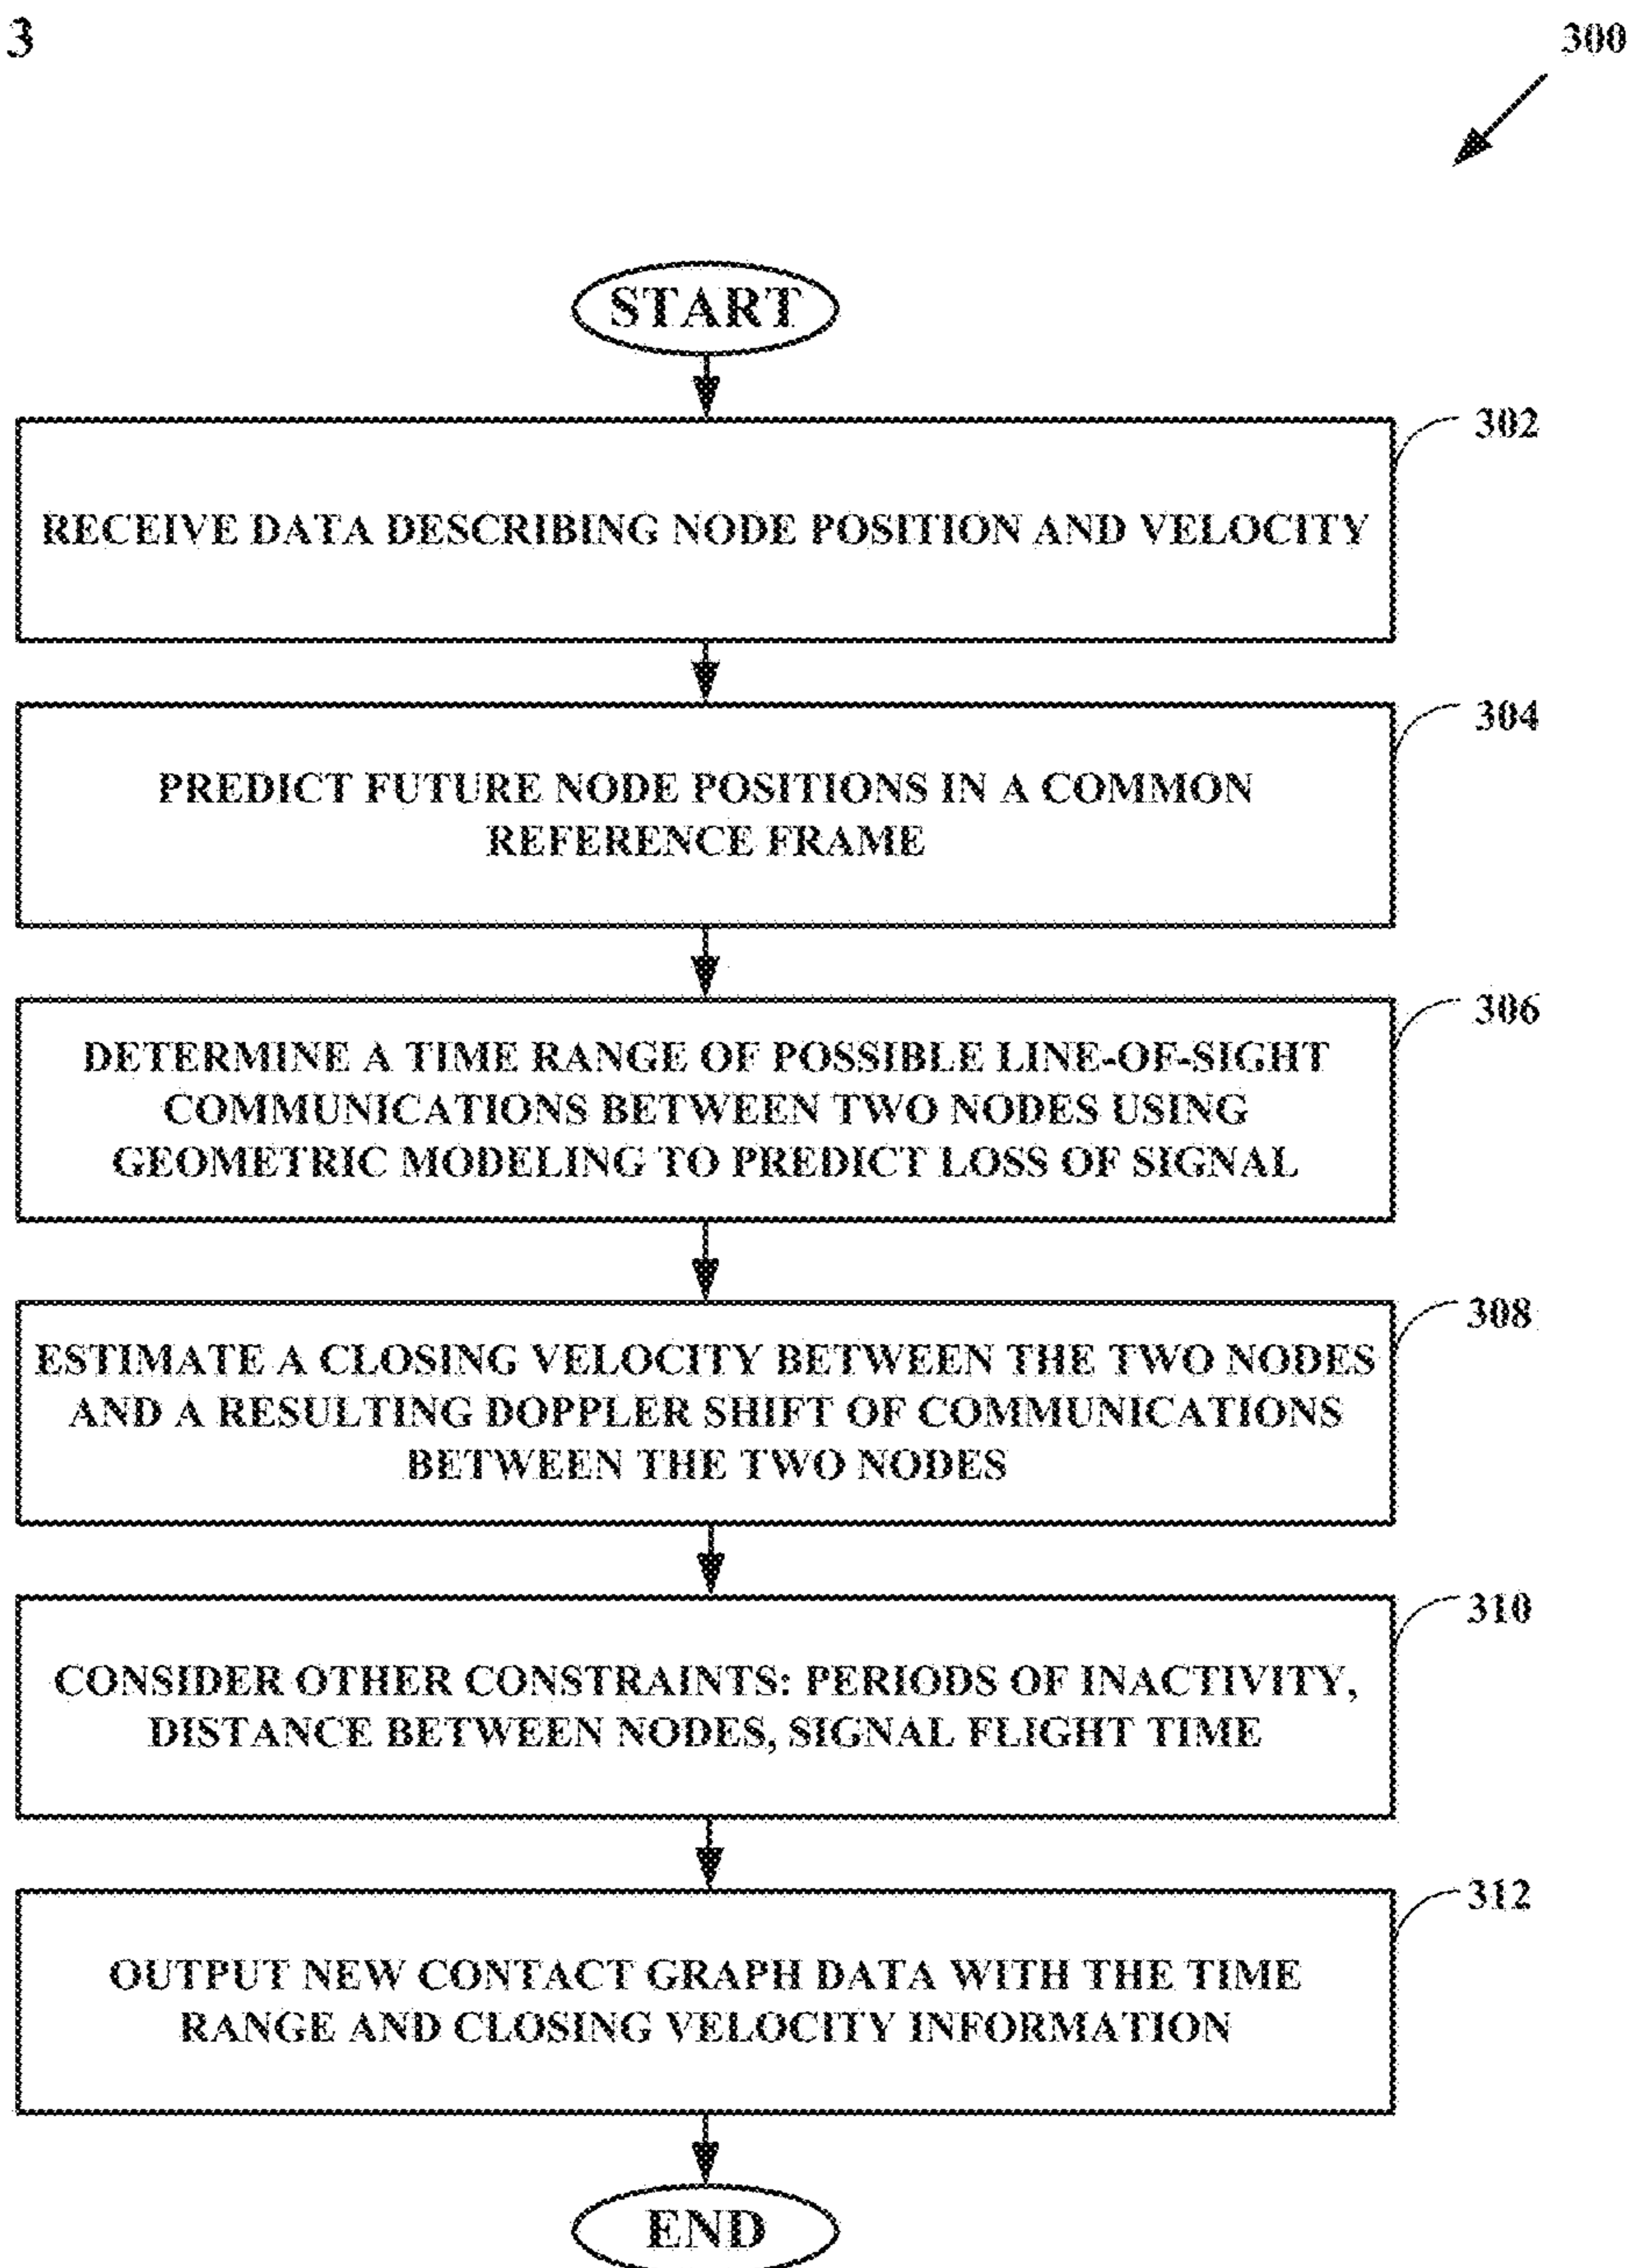 3
300
START
302
RECEIVE DATA DESCRIBING NODE POSITION AND VELOCITY
304
PREDICT FUTURE NODE POSITIONS IN A COMMON
REFERENCE FRAME
306
DETERMINE A TIME RANGE OF POSSIBLE LINE-OF-SIGHT
COMMUNICATIONS BETWEEN TWO NODES USING
GEOMETRIC MODELING TO PREDICT LOSS OF SIGNAL
308
ESTIMATE A CLOSING VELOCITY BETWEEN THE TWO NODES
AND A RESULTING DOPPLER SHIFT OF COMMUNICATIONS
BETWEEN THE TWO NODES
310
CONSIDER OTHER CONSTRAINTS: PERIODS OF INACTIVITY,
DISTANCE BETWEEN NODES, SIGNAL FLIGHT TIME
312
OUTPUT NEW CONTACT GRAPH DATA WITH THE TIME
RANGE AND CLOSING VELOCITY INFORMATION
END